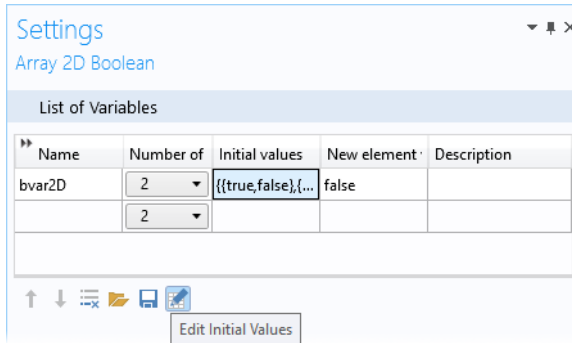 Settings
Array 2D Boolean
List of Variables
Name Number of Initial values New element Description
bvar2D 2 {{true,false},{... false
2
Edit Initial Values